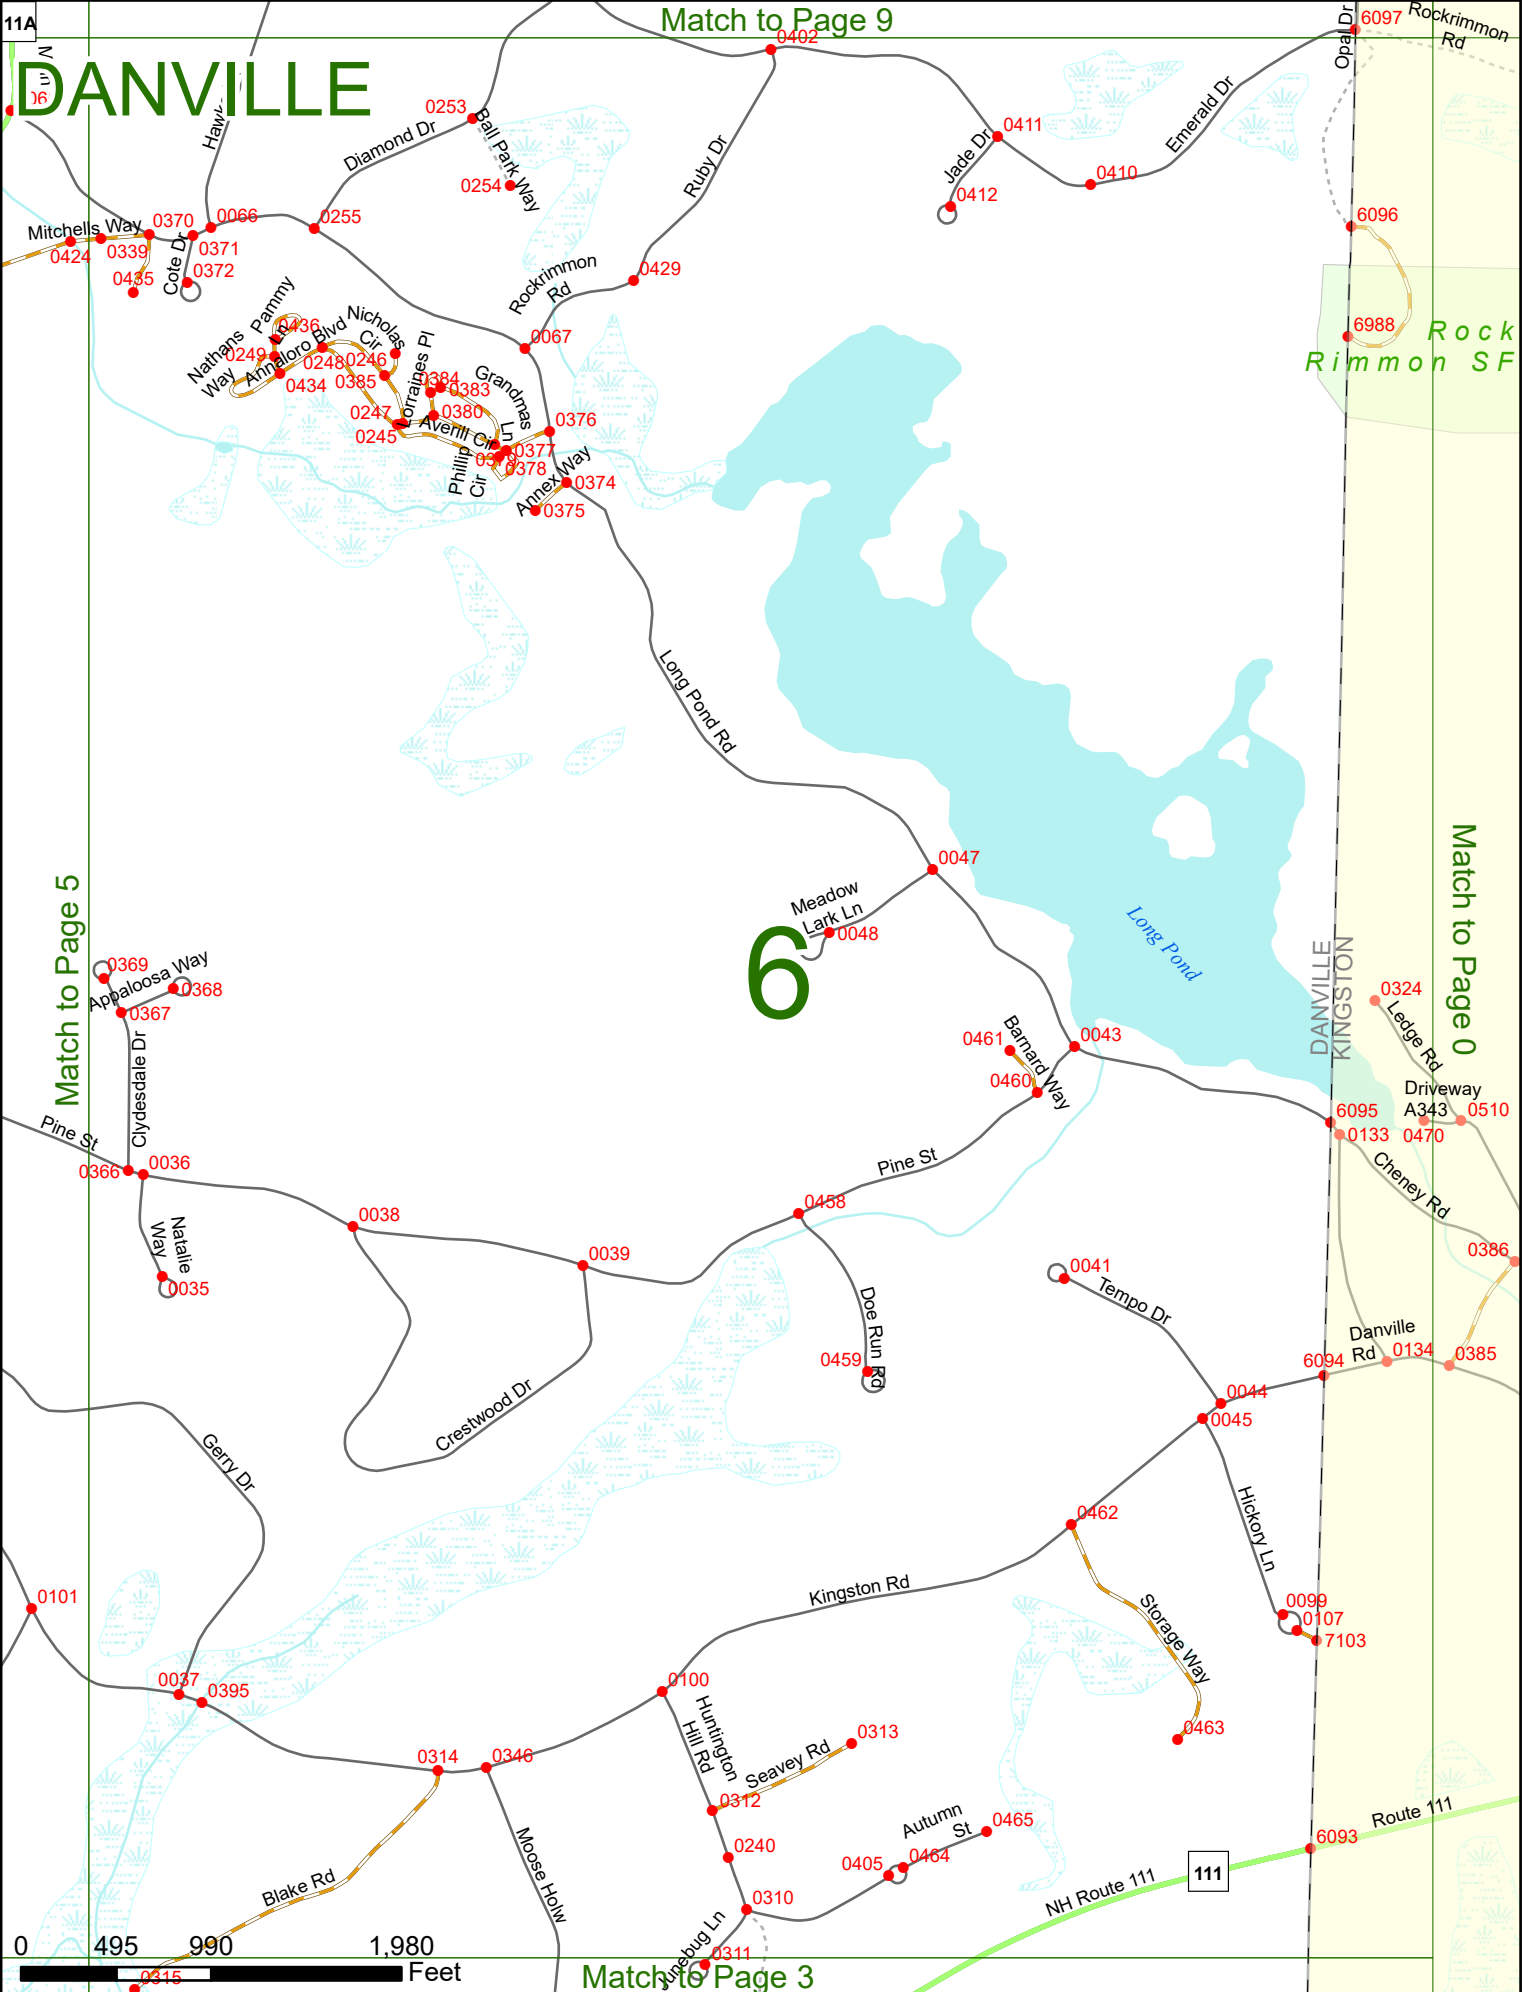 11A
Match to Page 9
DANVILLE
6097
Rockrimmon
Rd
Opal Dr
0402
0253
Ball Park Way
Diamond Dr
0254
Ruby Dr
0411
Jade Dr
0410
Emerald Dr
0412
Mitchells Way
0370
0066
0255
0424
0339
0371
Cote Dr
0372
0435
6096
0429
Rockrimmon
Rd
0067
6988
Rock
Rimmon SF
Pammy
Ln
0436
Nathans
Way
0249
Annaloro Blvd
0434
0248
Nicholas
Cir
0246
0385
Lorraines Pl
0384
0383
Grandmas
Ln
0380
0247
0245
Averill Cir
0376
0377
0379
0378
Phillip
Cir
Annex Way
0374
0375
Long Pond Rd
0047
Meadow
Lark Ln
0048
6
Long Pond
Match to Page 5
Match to Page 0
DANVILLE
KINGSTON
0369
Appaloosa Way
0368
0367
Clydesdale Dr
0324
Ledge Rd
Driveway
A343
0510
0470
0461
Barnard Way
0460
0043
6095
0133
Cheney Rd
0386
Pine St
0366
0036
Natalie
Way
0035
0038
0039
Pine St
0458
0041
Tempo Dr
Doe Run Rd
0459
Danville
Rd
6094
0134
0385
0044
0045
Crestwood Dr
Gerry Dr
0462
Hickory Ln
Kingston Rd
0101
0099
0107
7103
Storage Way
0463
0037
0395
0100
Huntington
Hill Rd
0313
Seavey Rd
0312
0314
0346
0240
Autumn
St
0465
0464
0405
Moose Holw
Blake Rd
0310
Junebug Ln
0311
6093
Route 111
111
NH Route 111
0
495
990
1,980
Feet
0315
Match to Page 3